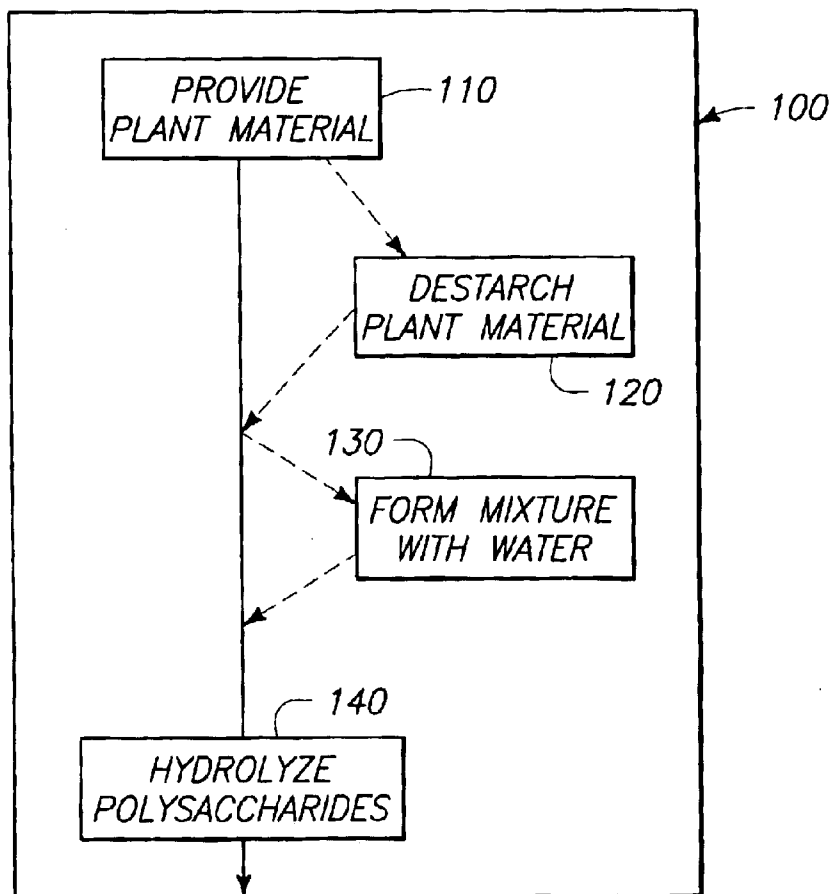 PROVIDE
PLANT MATERIAL
110
100
DESTARCH
PLANT MATERIAL
120
130
FORM MIXTURE
WITH WATER
140
HYDROLYZE
POLYSACCHARIDES